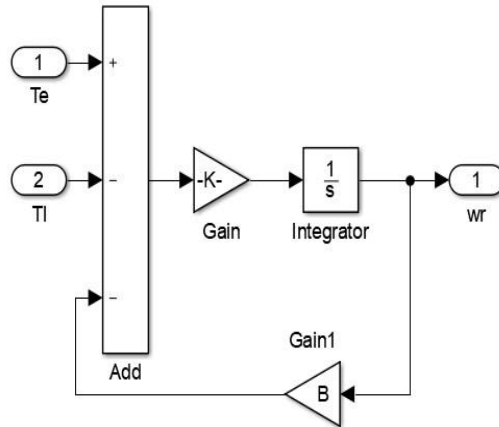 1
+
Te
2
−
Tl
-K-
1
s
1
Gain
Integrator
wr
−
Gain1
Add
B